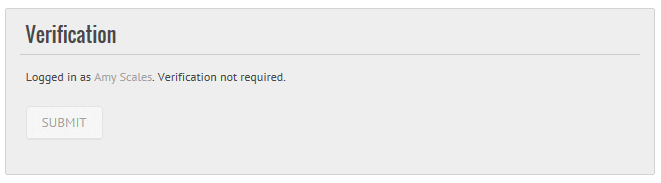 Verification
Logged in as Amy Scales. Verification not required.
SUBMIT